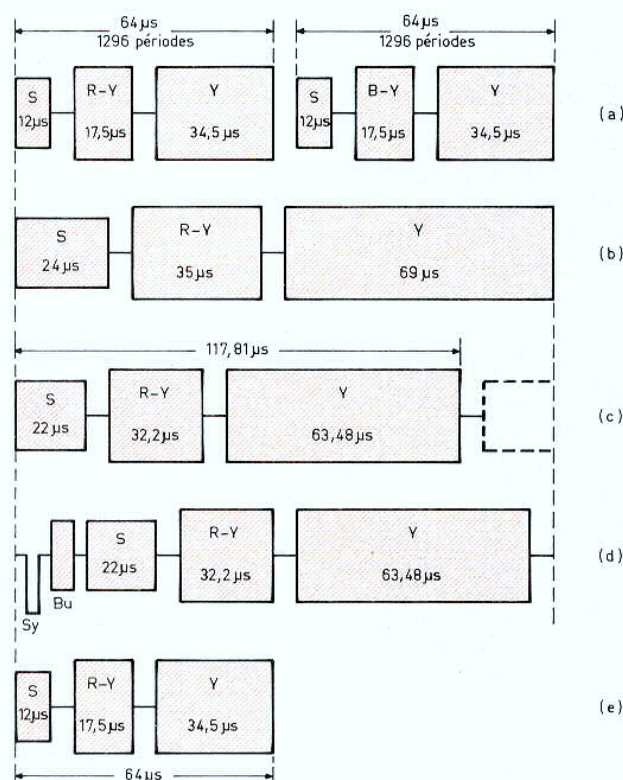 64µs
1296 périodes
64µs
1296 périodes
S
12µs
R-Y
17,5µs
Y
34,5µs
S
12µs
B-Y
17,5µs
Y
34,5µs
(a)
S
24µs
R-Y
35µs
Y
69µs
(b)
117,81µs
S
22µs
R-Y
32,2µs
Y
63,48µs
(c)
Sy
Bu
S
22µs
R-Y
32,2µs
Y
63,48µs
(d)
S
12µs
R-Y
17,5µs
Y
34,5µs
(e)
64µs